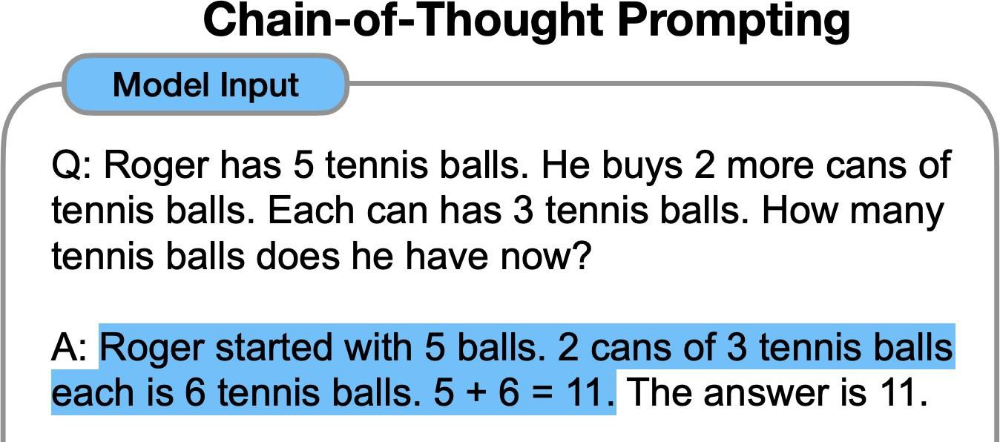 Chain-of-Thought Prompting
Model Input
Q: Roger has 5 tennis balls. He buys 2 more cans of
tennis balls. Each can has 3 tennis balls. How many
tennis balls does he have now?
A: Roger started with 5 balls. 2 cans of 3 tennis balls
each is 6 tennis balls. 5 + 6 = 11. The answer is 11.